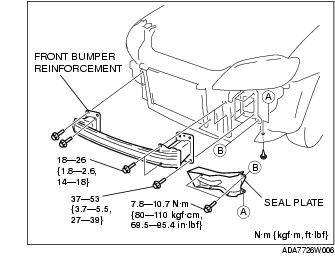 FRONT BUMPER
REINFORCEMENT
A
B
18—26
{1.8—2.6,
14—18}
37—53
{3.7—5.5,
27—39}
7.8—10.7 N·m
{80—110 kgf·cm,
69.5—95.4 in·lbf}
B
A
SEAL PLATE
N·m {kgf·m, ft·lbf}
ADA7726W006